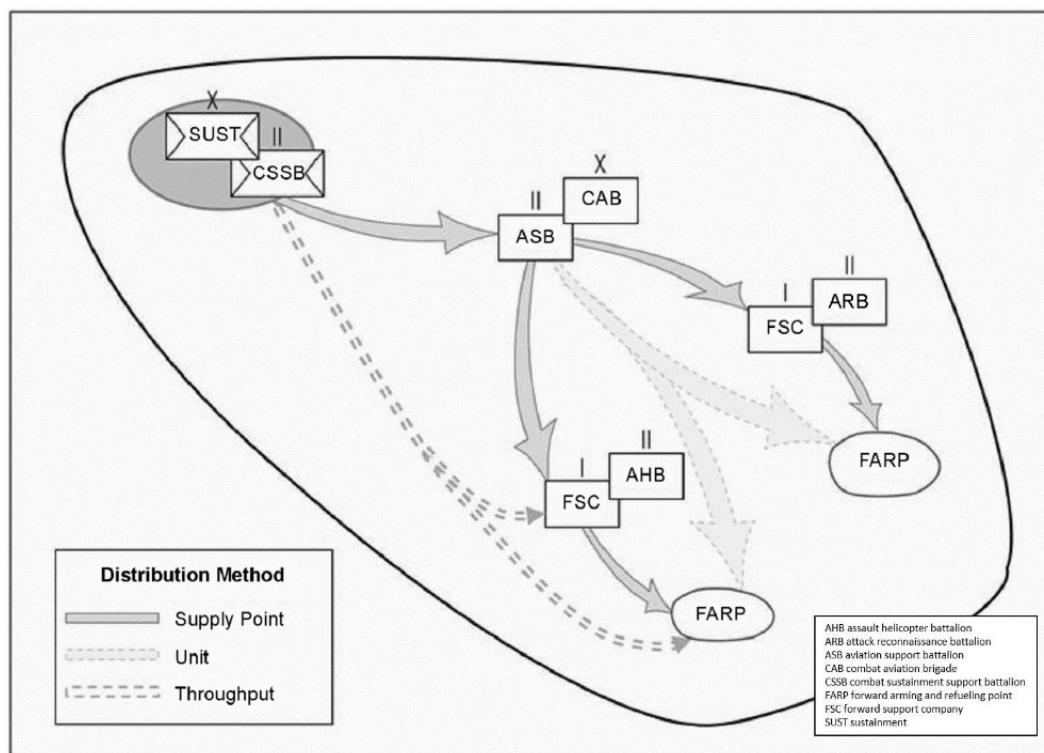 X
SUST
II
CSSB
X
CAB
II
ASB
II
ARB
I
FSC
FARP
II
AHB
I
FSC
FARP
Distribution Method
Supply Point
Unit
Throughput
AHB assault helicopter battalion
ARB attack reconnaissance battalion
ASB aviation support battalion
CAB combat aviation brigade
CSSB combat sustainment support battalion
FARP forward arming and refueling point
FSC forward support company
SUST sustainment